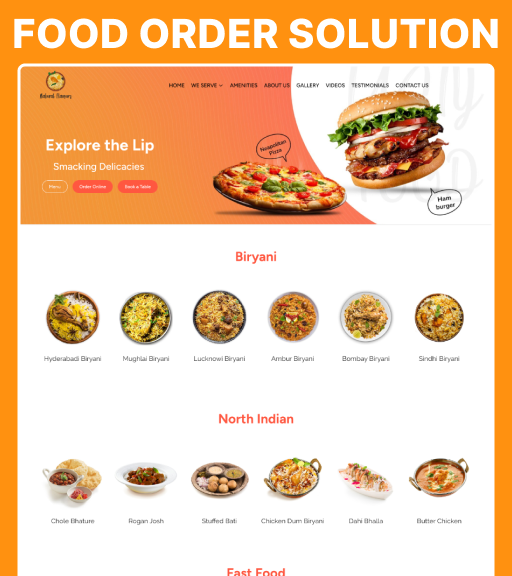 FOOD ORDER SOLUTION
HOME WE SERVE AMENITIES ABOUT US GALLERY VIDEOS TESTIMONIALS CONTACT US
Explore the Lip
Smacking Delicacies
Menu Order Online Book a Table
Neapolitan
Pizza
Ham
burger
Biryani
Hyderabadi Biryani Mughlai Biryani Lucknowi Biryani Ambur Biryani Bombay Biryani Sindhi Biryani
North Indian
Chole Bhature Rogan Josh Stuffed Bati Chicken Dum Biryani Dahi Bhalla Butter Chicken
Fast Food